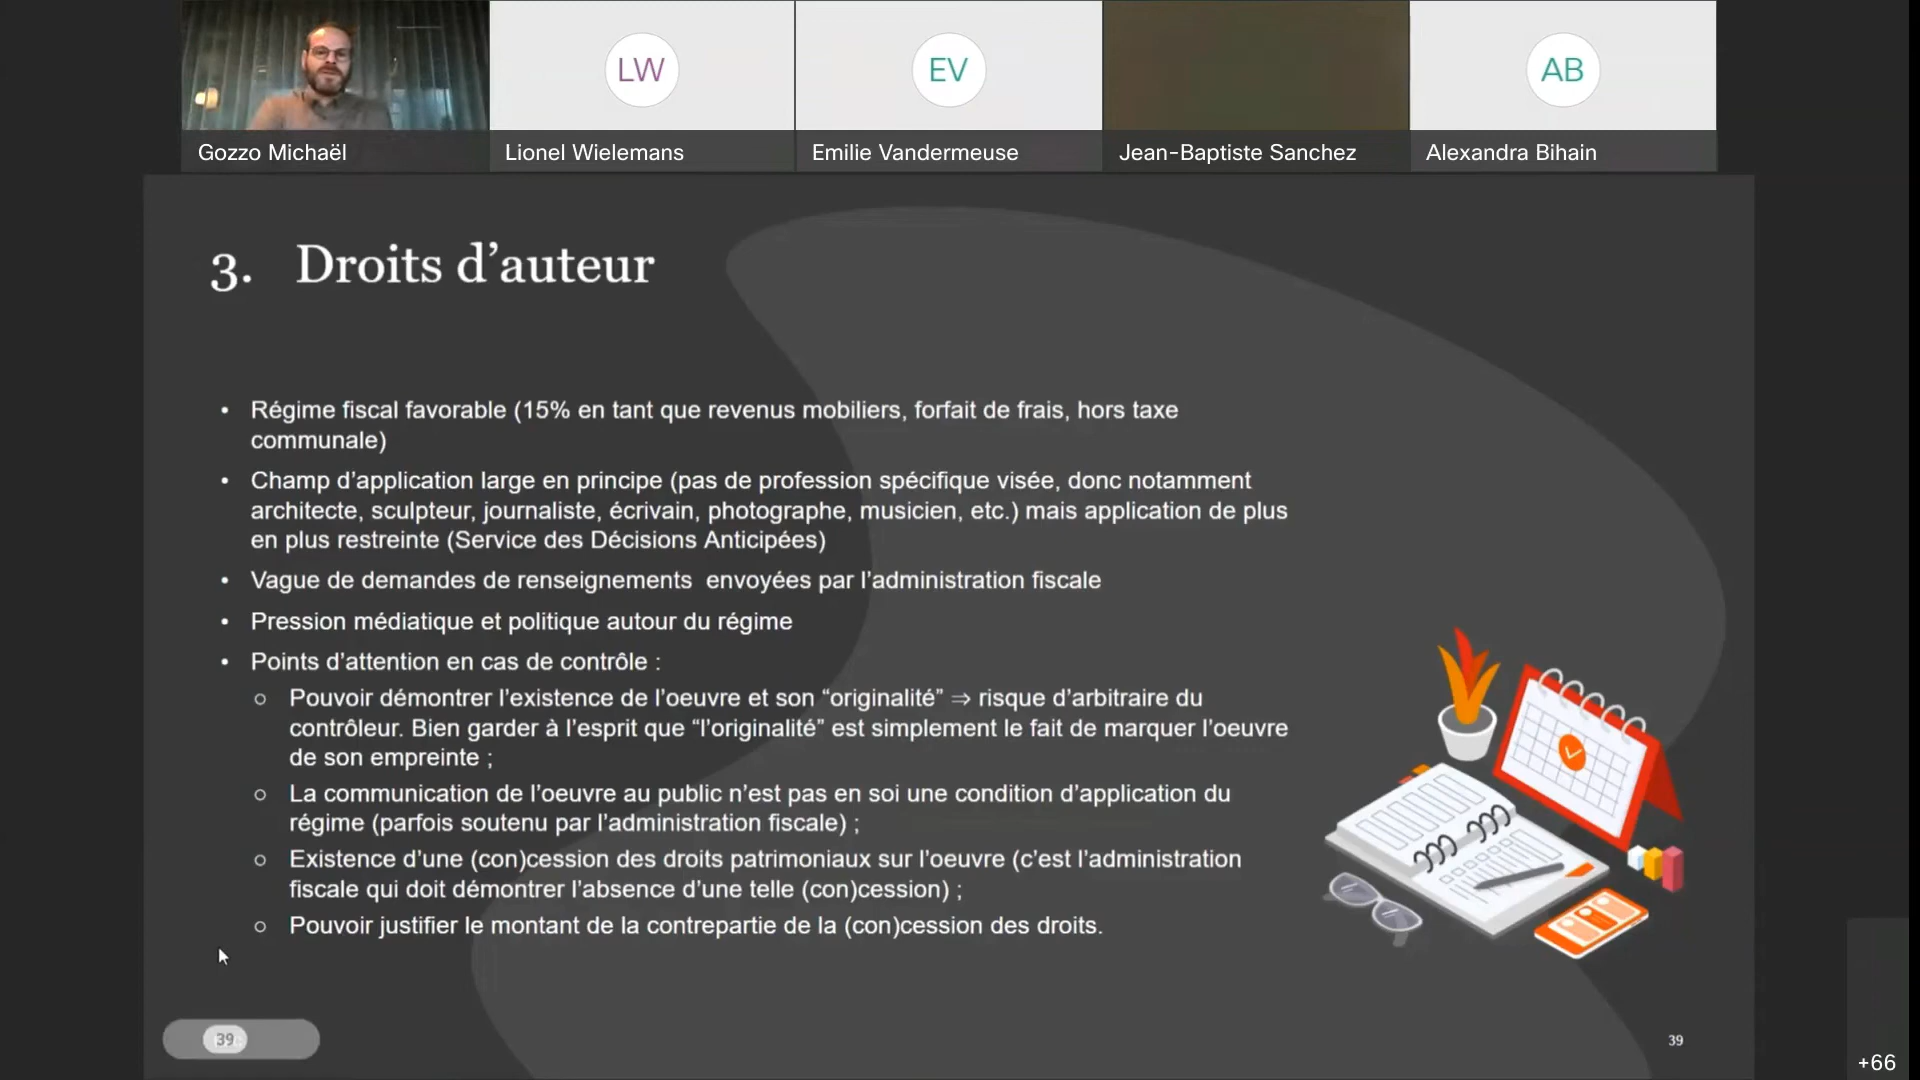 LW
EV
AB
Gozzo Michaël
Lionel Wielemans
Emilie Vandermeuse
Jean-Baptiste Sanchez
Alexandra Bihain
3. Droits d’auteur
• Régime fiscal favorable (15% en tant que revenus mobiliers, forfait de frais, hors taxe
communale)
• Champ d’application large en principe (pas de profession spécifique visée, donc notamment
architecte, sculpteur, journaliste, écrivain, photographe, musicien, etc.) mais application de plus
en plus restreinte (Service des Décisions Anticipées)
• Vague de demandes de renseignements  envoyées par l’administration fiscale
• Pression médiatique et politique autour du régime
• Points d’attention en cas de contrôle :
○ Pouvoir démontrer l’existence de l’oeuvre et son “originalité” ⇒ risque d’arbitraire du
contrôleur. Bien garder à l’esprit que “l’originalité” est simplement le fait de marquer l’oeuvre
de son empreinte ;
○ La communication de l’oeuvre au public n’est pas en soi une condition d’application du
régime (parfois soutenu par l’administration fiscale) ;
○ Existence d’une (con)cession des droits patrimoniaux sur l’oeuvre (c’est l’administration
fiscale qui doit démontrer l’absence d’une telle (con)cession) ;
○ Pouvoir justifier le montant de la contrepartie de la (con)cession des droits.
39
39
+66